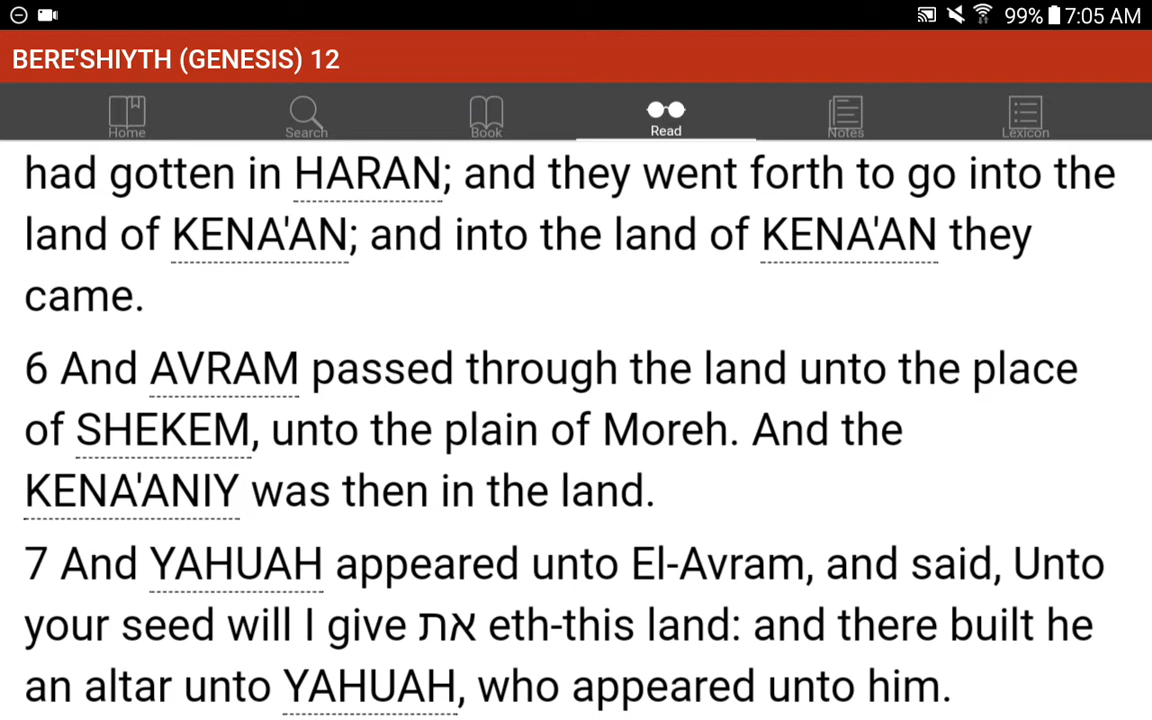 99% 7:05 AM
BERE'SHIYTH (GENESIS) 12
Home Search Book Read Notes Lexicon
had gotten in HARAN; and they went forth to go into the
land of KENA'AN; and into the land of KENA'AN they
came.
6 And AVRAM passed through the land unto the place
of SHEKEM, unto the plain of Moreh. And the
KENA'ANIY was then in the land.
7 And YAHUAH appeared unto El-Avram, and said, Unto
your seed will I give את eth-this land: and there built he
an altar unto YAHUAH, who appeared unto him.